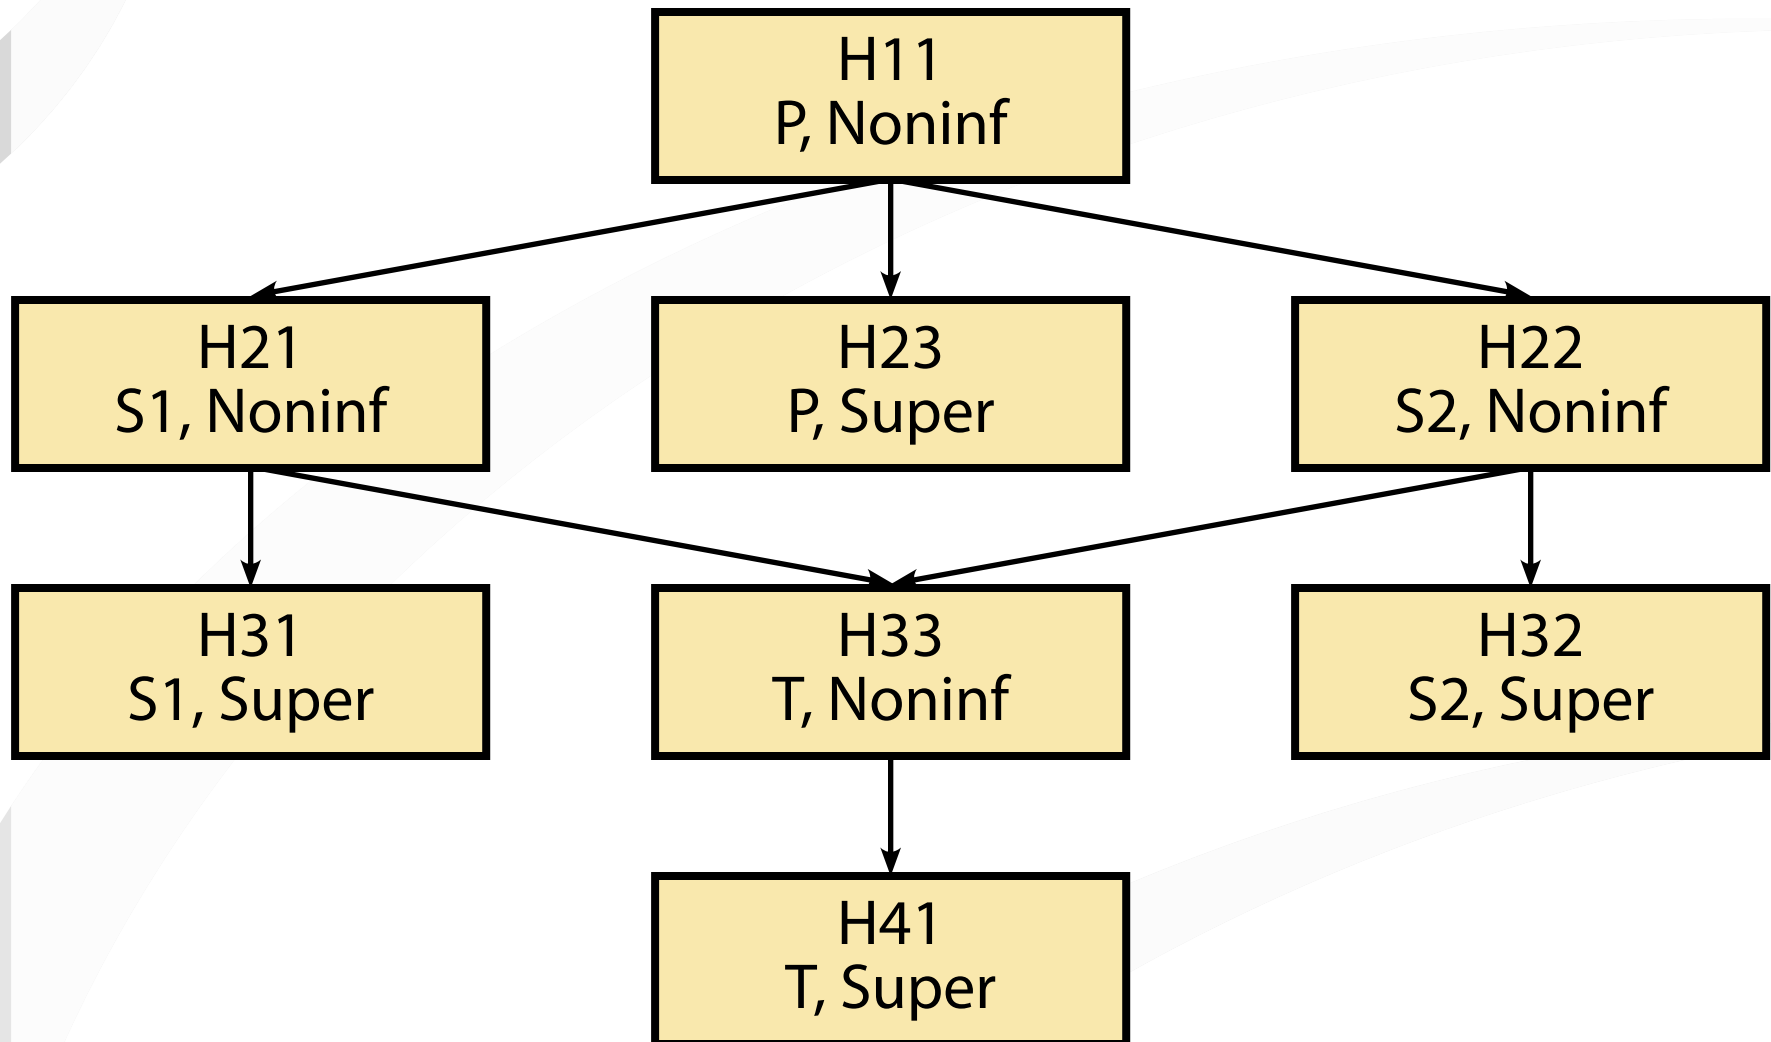 H11
P, Noninf
H21
S1, Noninf
H23
P, Super
H22
S2, Noninf
H31
S1, Super
H33
T, Noninf
H32
S2, Super
H41
T, Super